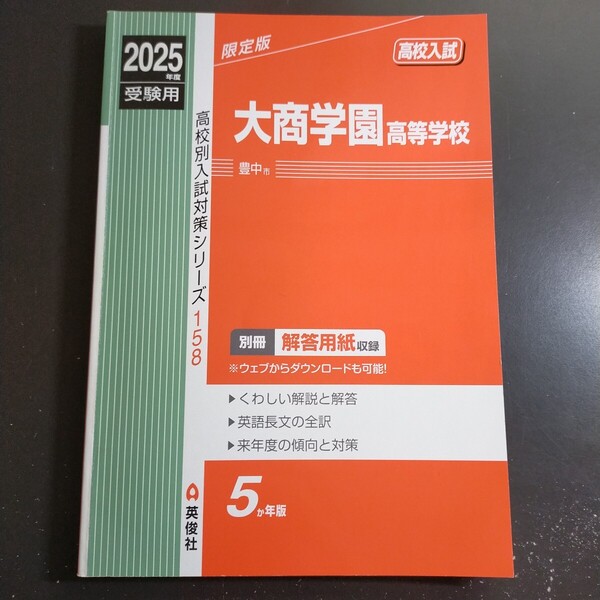 2025年度
受験用
高校別入試対策シリーズ158
英俊社
限定版
高校入試
大商学園高等学校
豊中市
別冊 解答用紙収録
※ウェブからダウンロードも可能!
▶くわしい解説と解答
▶英語長文の全訳
▶来年度の傾向と対策
5か年版